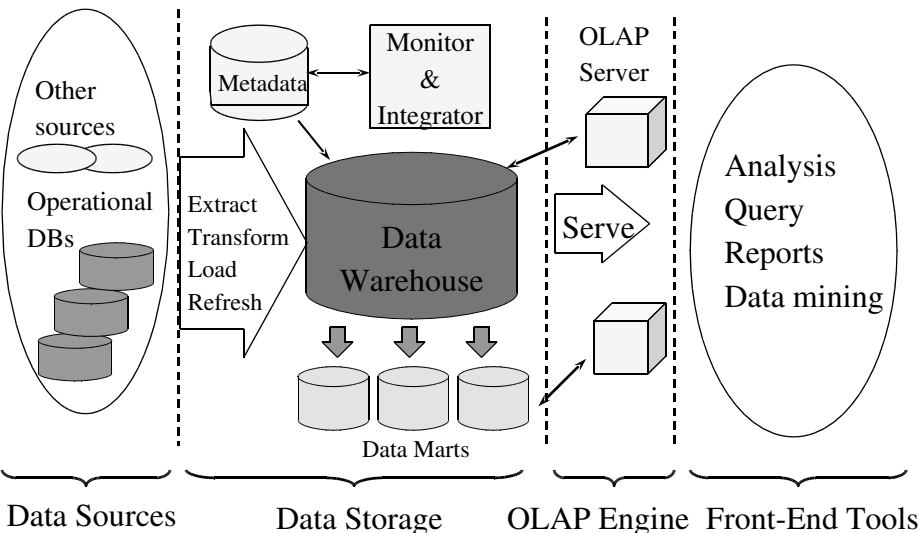 Other
sources
Operational
DBs
Metadata
Monitor
&
Integrator
Extract
Transform
Load
Refresh
Data
Warehouse
Data Marts
OLAP
Server
Serve
Analysis
Query
Reports
Data mining
Data Sources
Data Storage
OLAP Engine
Front-End Tools